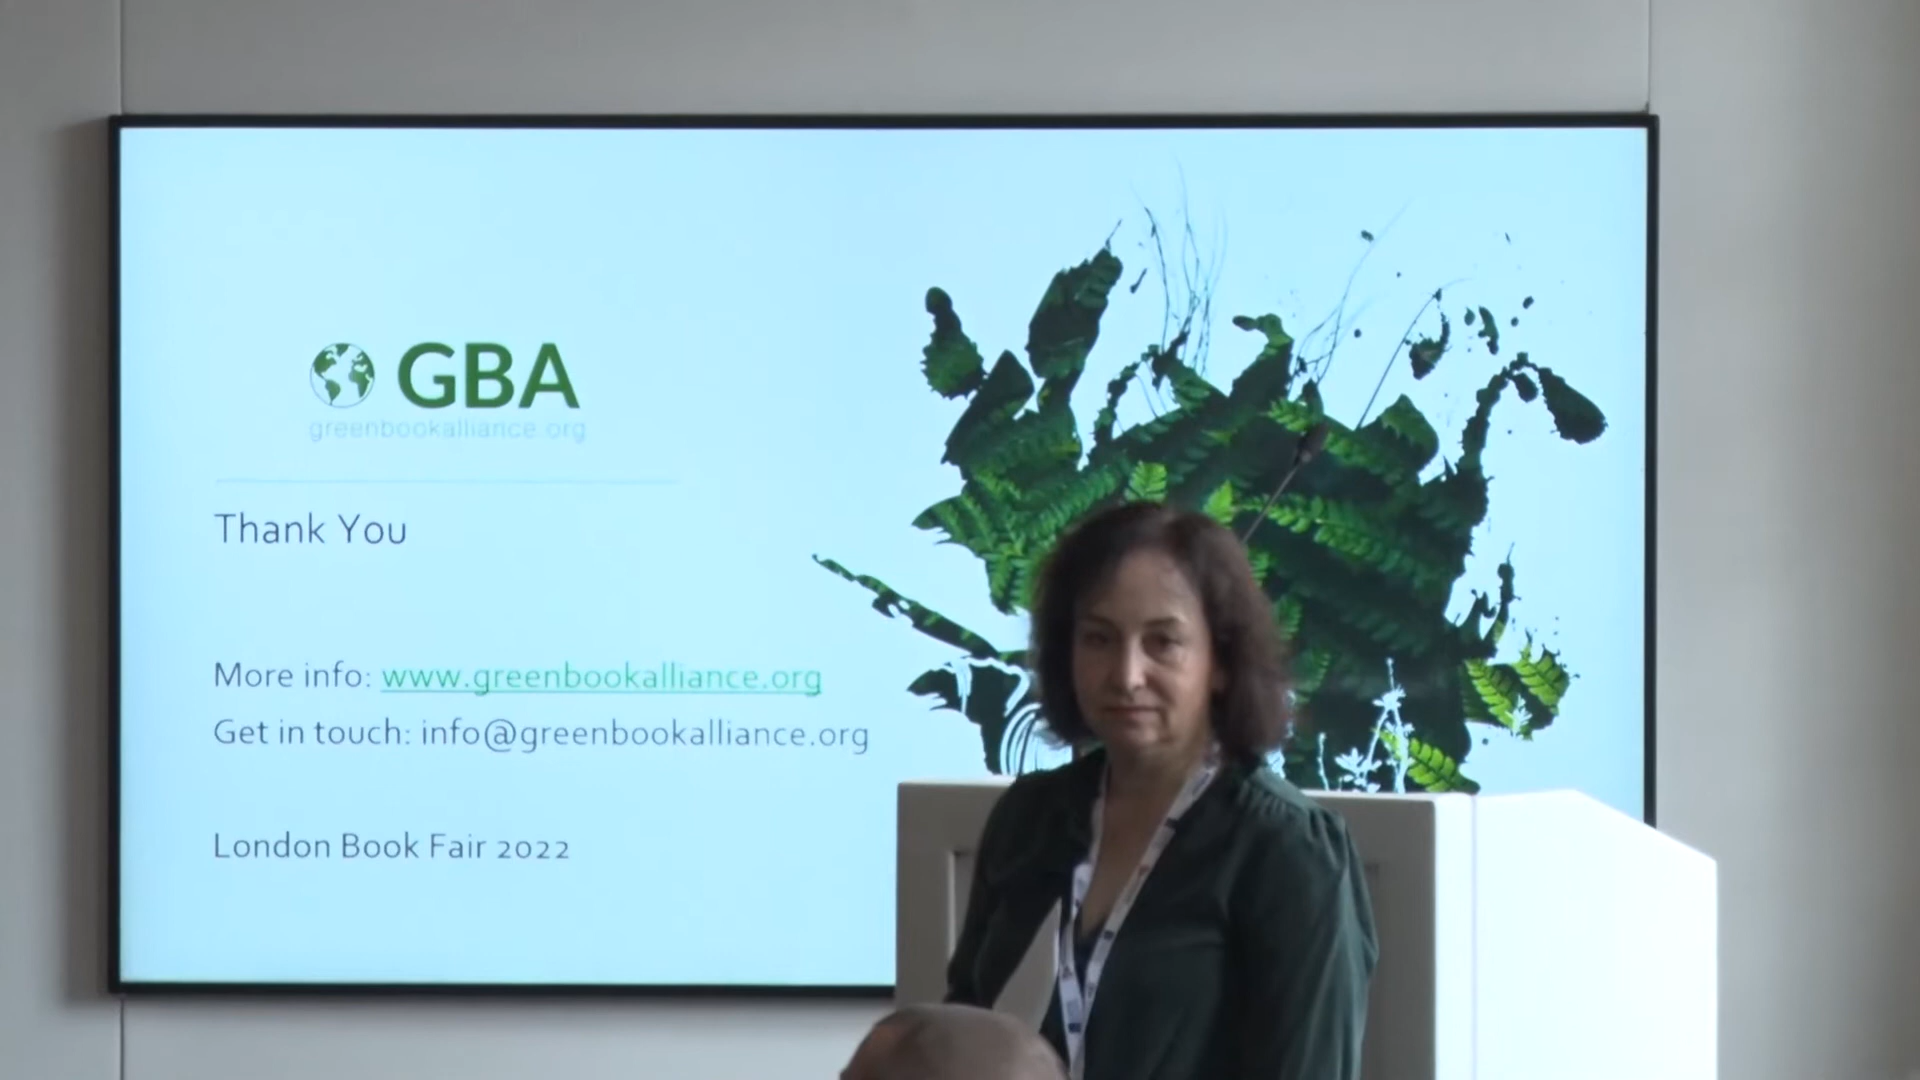 GBA
greenbookalliance.org
Thank You
More info: www.greenbookalliance.org
Get in touch: info@greenbookalliance.org
London Book Fair 2022